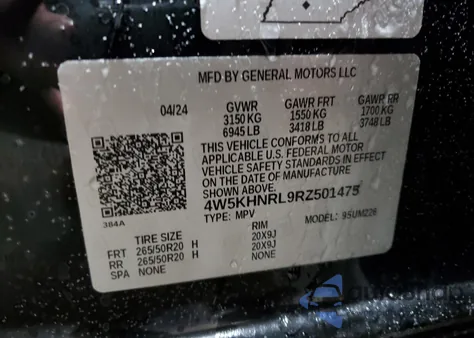 MFD BY GENERAL MOTORS LLC
04/24 GVWR GAWR FRT GAWR RR
3150 KG 1550 KG 1700 KG
6945 LB 3418 LB 3748 LB
THIS VEHICLE CONFORMS TO ALL
APPLICABLE U.S. FEDERAL MOTOR
VEHICLE SAFETY STANDARDS IN EFFECT
ON THE DATE OF MANUFACTURE
SHOWN ABOVE.
4W5KHNRL9RZ501475
TYPE: MPV MODEL: 9SUM226
384A
TIRE SIZE RIM
FRT 265/50R20 H 20X9J
RR 265/50R20 H 20X9J
SPA NONE NONE